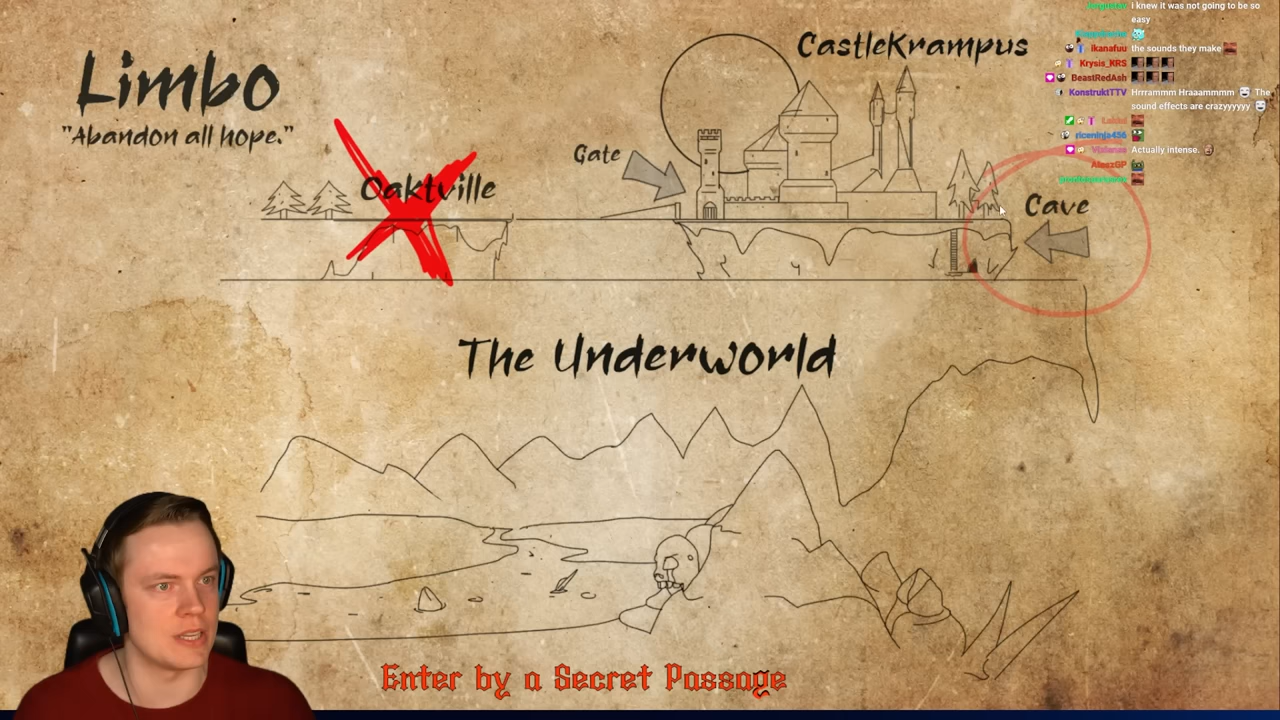 I knew it was not going to be so
easy
Limbo
"Abandon all hope."
CastleKrampus
ikanafuu the sounds they make
Krysis_KRS
BeastRedAsh
KonstruktTTV Hrrrammm Hraaammmm The
sound effects are crazyyyyyy
riceninja456
Actually intense.
AleszGP
Gate
Oaktville
Cave
The Underworld
Enter by a Secret Passage